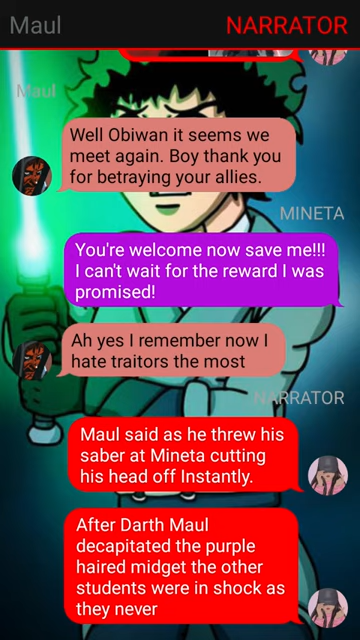 Maul NARRATOR
Maul
Well Obiwan it seems we
meet again. Boy thank you
for betraying your allies.
MINETA
You're welcome now save me!!!
I can't wait for the reward I was
promised!
Ah yes I remember now I
hate traitors the most
NARRATOR
Maul said as he threw his
saber at Mineta cutting
his head off Instantly.
After Darth Maul
decapitated the purple
haired midget the other
students were in shock as
they never